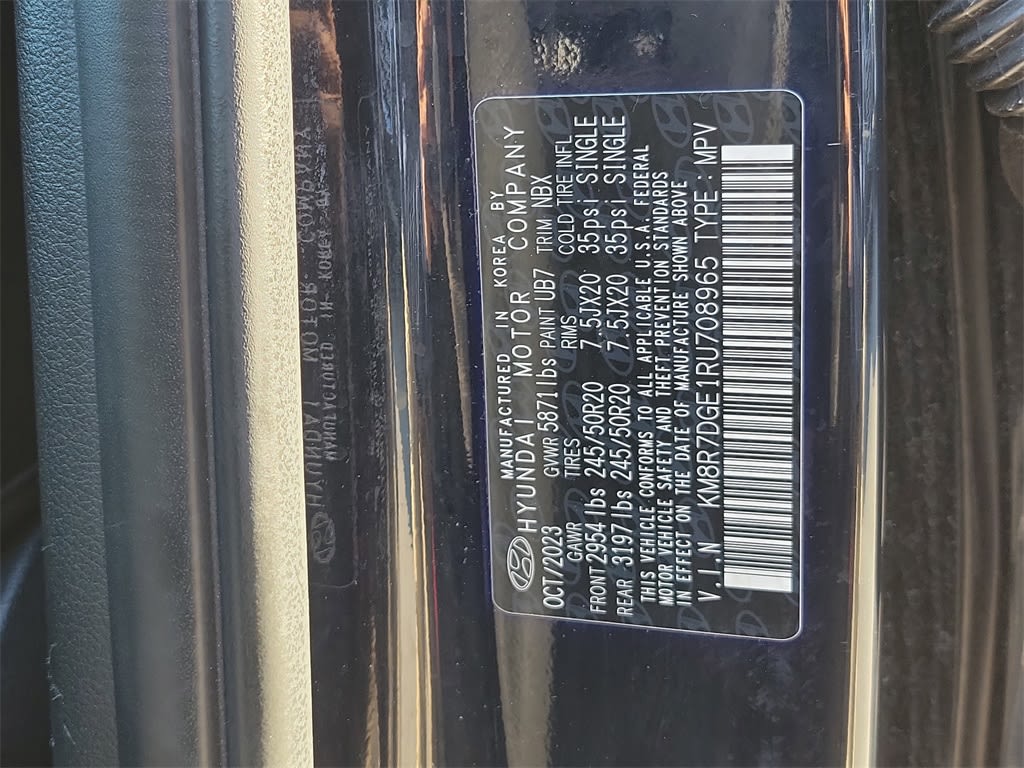 MANUFACTURED IN KOREA BY
HYUNDAI MOTOR COMPANY
OCT/2023 GVWR 5871lbs PAINT UB7 TRIM NBX
GAWR TIRES RIMS COLD TIRE INFL
FRONT 2954 lbs 245/50R20 7.5JX20 35psi SINGLE
REAR 3197 lbs 245/50R20 7.5JX20 35psi SINGLE
THIS VEHICLE CONFORMS TO ALL APPLICABLE U.S.A. FEDERAL
MOTOR VEHICLE SAFETY AND THEFT PREVENTION STANDARDS
IN EFFECT ON THE DATE OF MANUFACTURE SHOWN ABOVE
V.I.N : KM8R7DGE1RU708965 TYPE : MPV